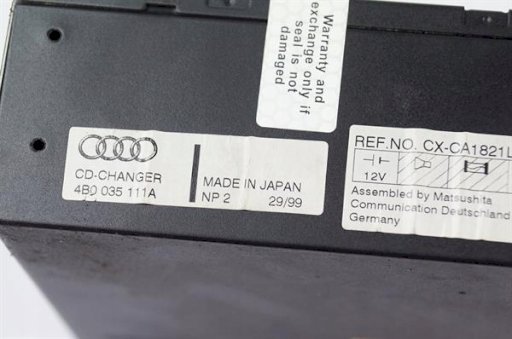 Warranty and
exchange only if
seal is not
damaged
CD-CHANGER
4B0 035 111A
MADE IN JAPAN
NP 2 29/99
REF.NO. CX-CA1821L
12V
Assembled by Matsushita
Communication Deutschland
Germany